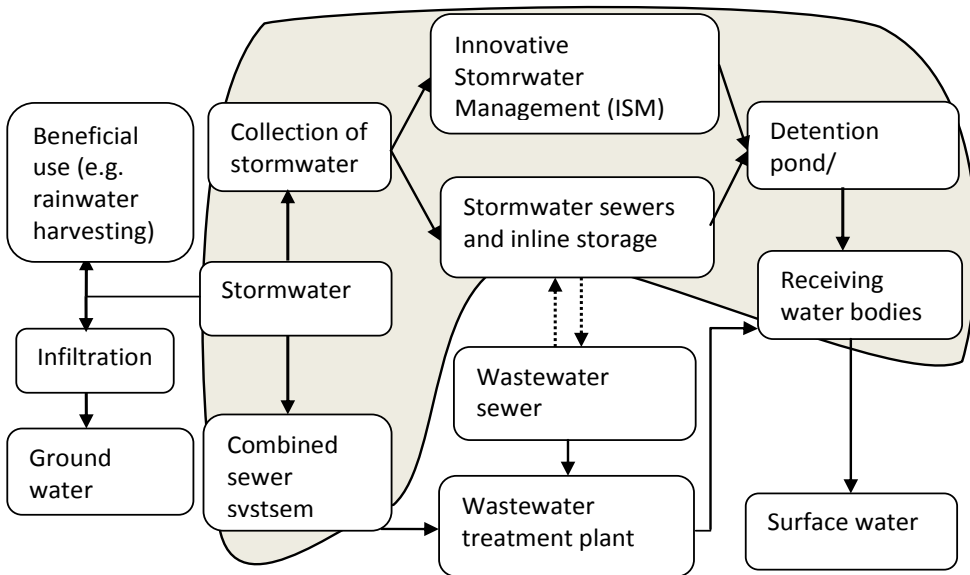 Innovative
Stomrwater
Management (ISM)
Beneficial
use (e.g.
rainwater
harvesting)
Collection of
stormwater
Detention
pond/
Stormwater sewers
and inline storage
Stormwater
Receiving
water bodies
Infiltration
Wastewater
sewer
Ground
water
Combined
sewer
svstsem
Wastewater
treatment plant
Surface water